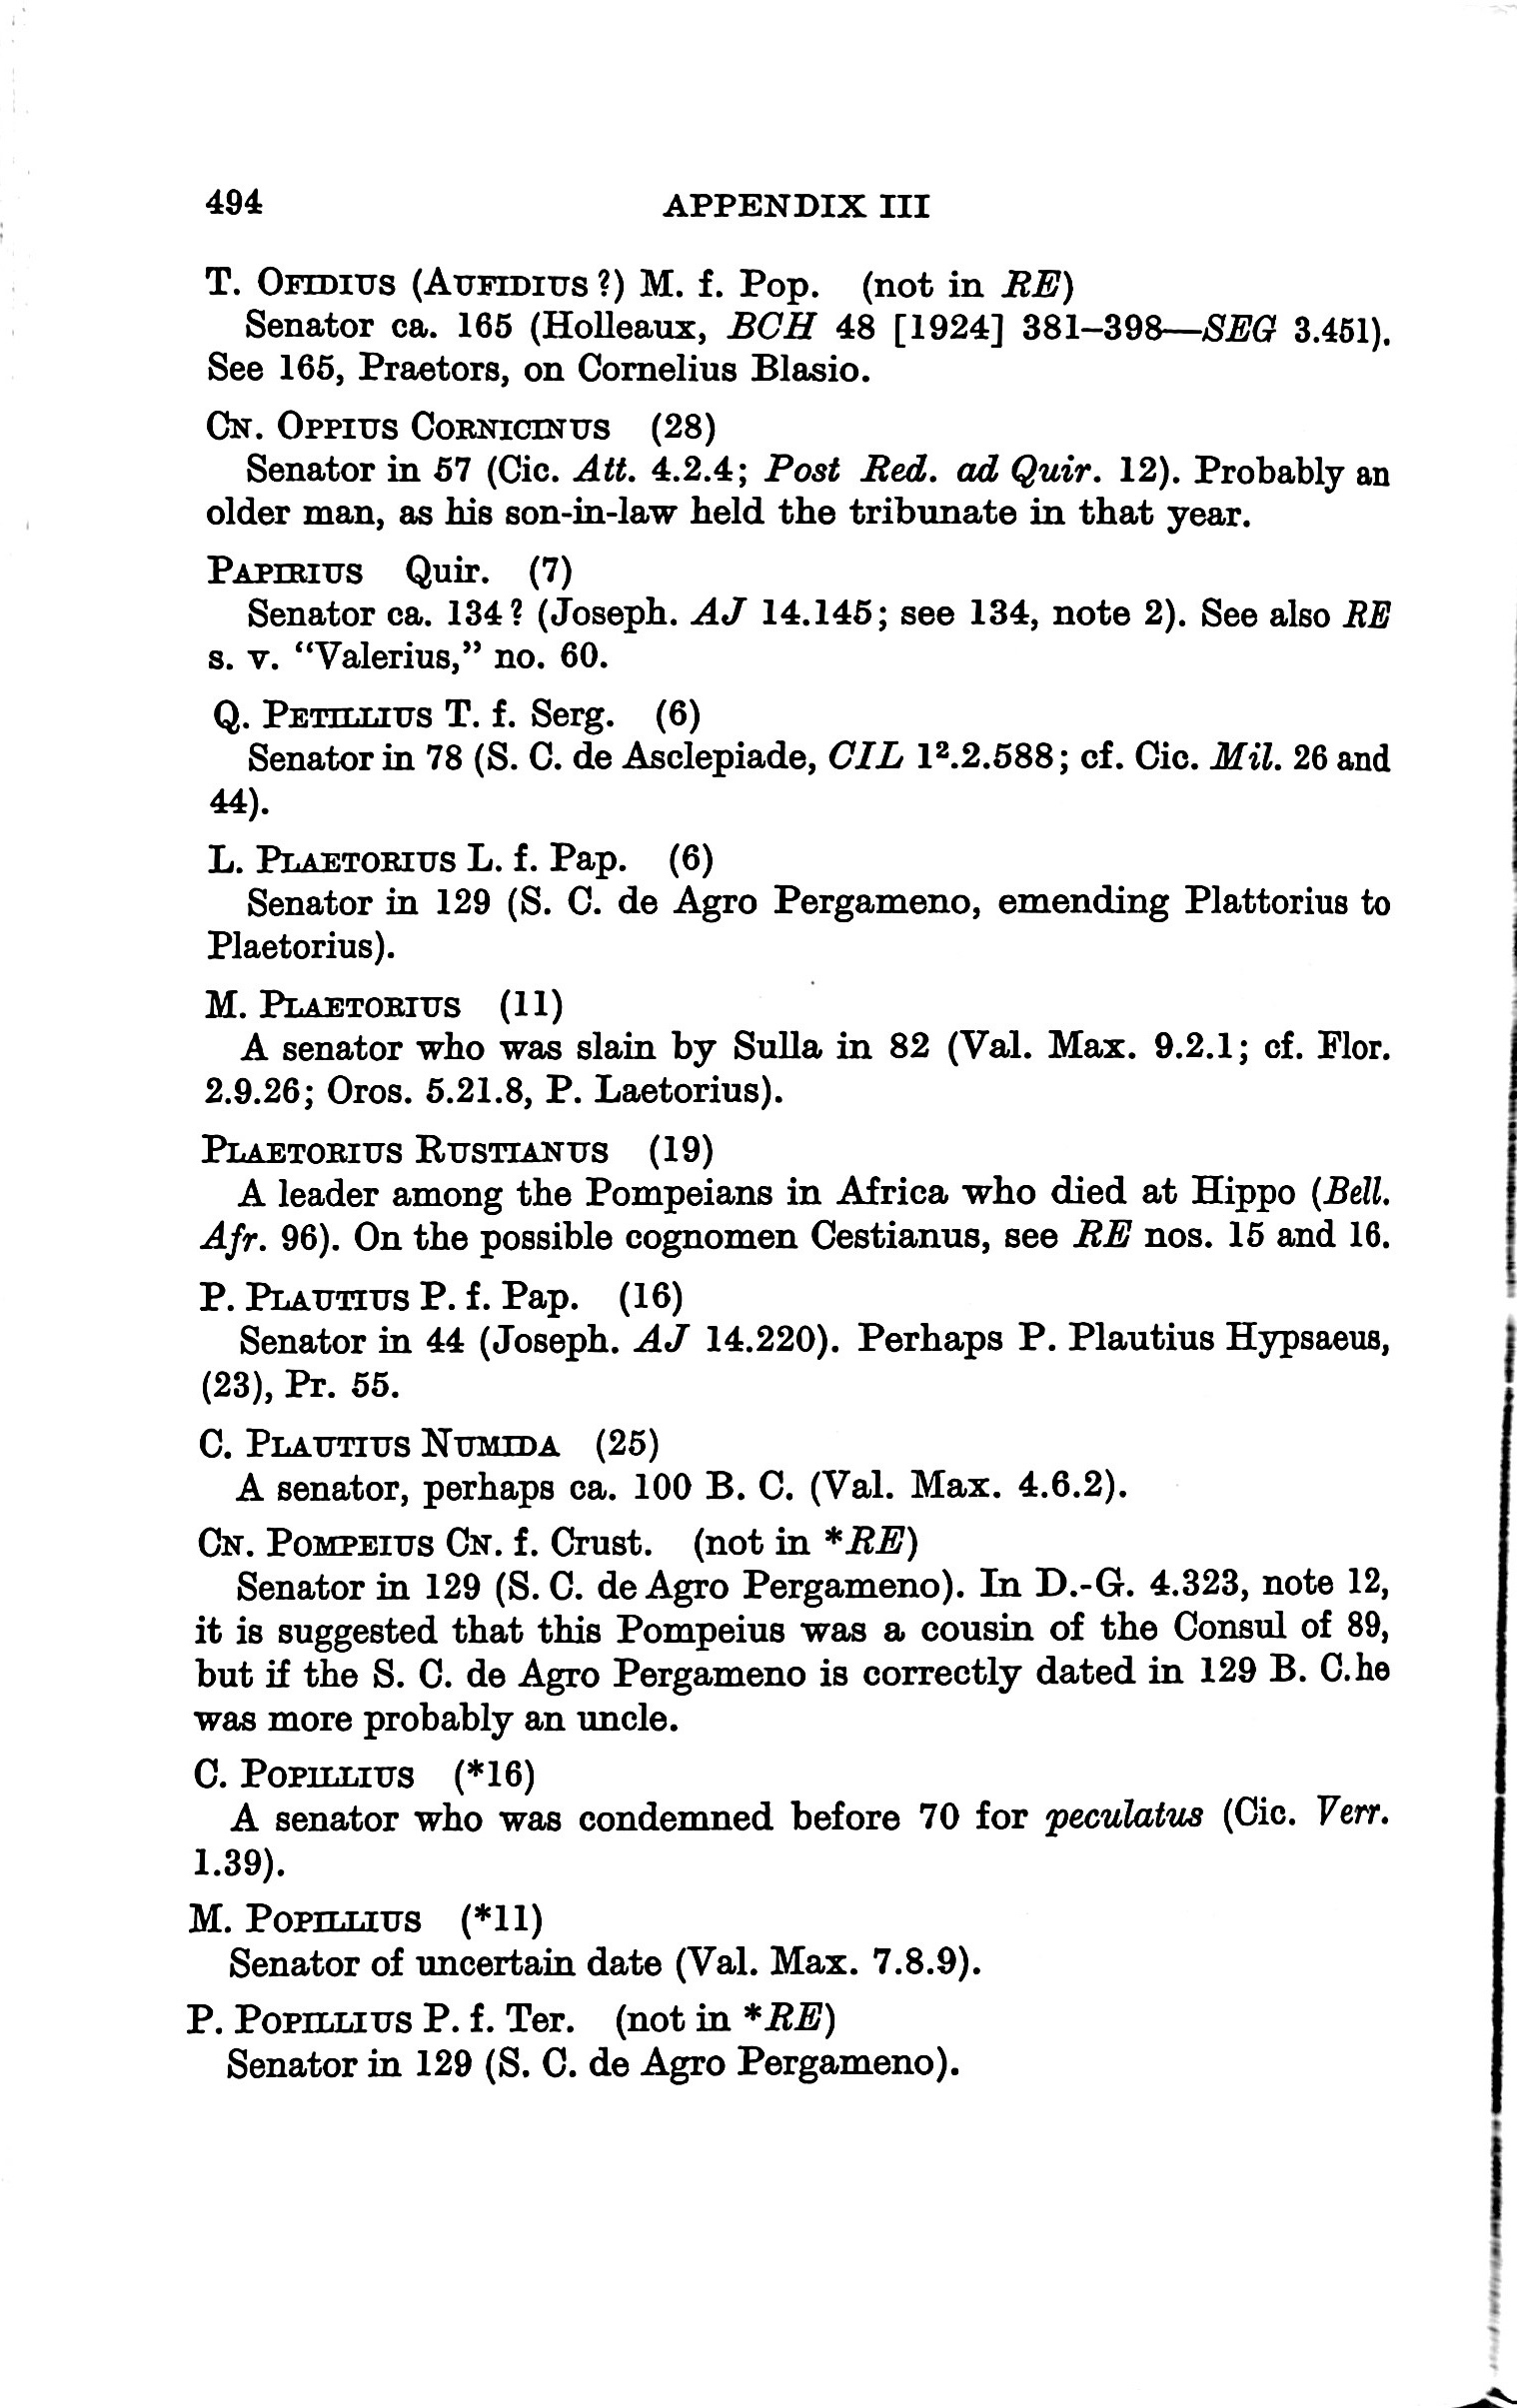 494 APPENDIX III
T. OFIDIUS (AUFIDIUS ?) M. f. Pop. (not in RE)
Senator ca. 165 (Holleaux, BCH 48 [1924] 381–398—SEG 3.451).
See 165, Praetors, on Cornelius Blasio.
CN. OPPIUS CORNICINUS (28)
Senator in 57 (Cic. Att. 4.2.4; Post Red. ad Quir. 12). Probably an
older man, as his son-in-law held the tribunate in that year.
PAPIRIUS Quir. (7)
Senator ca. 134 ? (Joseph. AJ 14.145; see 134, note 2). See also RE
s. v. “Valerius,” no. 60.
Q. PETILLIUS T. f. Serg. (6)
Senator in 78 (S. C. de Asclepiade, CIL 1².2.588; cf. Cic. Mil. 26 and
44).
L. PLAETORIUS L. f. Pap. (6)
Senator in 129 (S. C. de Agro Pergameno, emending Plattorius to
Plaetorius).
M. PLAETORIUS (11)
A senator who was slain by Sulla in 82 (Val. Max. 9.2.1; cf. Flor.
2.9.26; Oros. 5.21.8, P. Laetorius).
PLAETORIUS RUSTIANUS (19)
A leader among the Pompeians in Africa who died at Hippo (Bell.
Afr. 96). On the possible cognomen Cestianus, see RE nos. 15 and 16.
P. PLAUTIUS P. f. Pap. (16)
Senator in 44 (Joseph. AJ 14.220). Perhaps P. Plautius Hypsaeus,
(23), Pr. 55.
C. PLAUTIUS NUMIDA (25)
A senator, perhaps ca. 100 B. C. (Val. Max. 4.6.2).
CN. POMPEIUS CN. f. Crust. (not in *RE)
Senator in 129 (S. C. de Agro Pergameno). In D.-G. 4.323, note 12,
it is suggested that this Pompeius was a cousin of the Consul of 89,
but if the S. C. de Agro Pergameno is correctly dated in 129 B. C. he
was more probably an uncle.
C. POPILLIUS (*16)
A senator who was condemned before 70 for peculatus (Cic. Verr.
1.39).
M. POPILLIUS (*11)
Senator of uncertain date (Val. Max. 7.8.9).
P. POPILLIUS P. f. Ter. (not in *RE)
Senator in 129 (S. C. de Agro Pergameno).